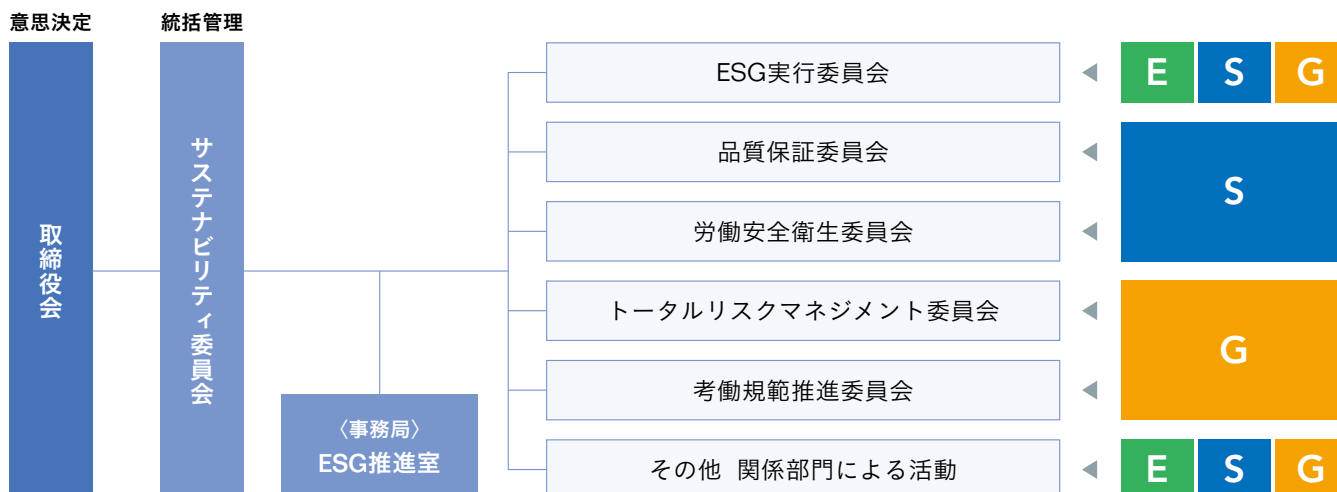 意思決定
統括管理
取締役会
サステナビリティ委員会
〈事務局〉
ESG推進室
ESG実行委員会
E S G
品質保証委員会
S
労働安全衛生委員会
トータルリスクマネジメント委員会
G
考働規範推進委員会
その他 関係部門による活動
E S G